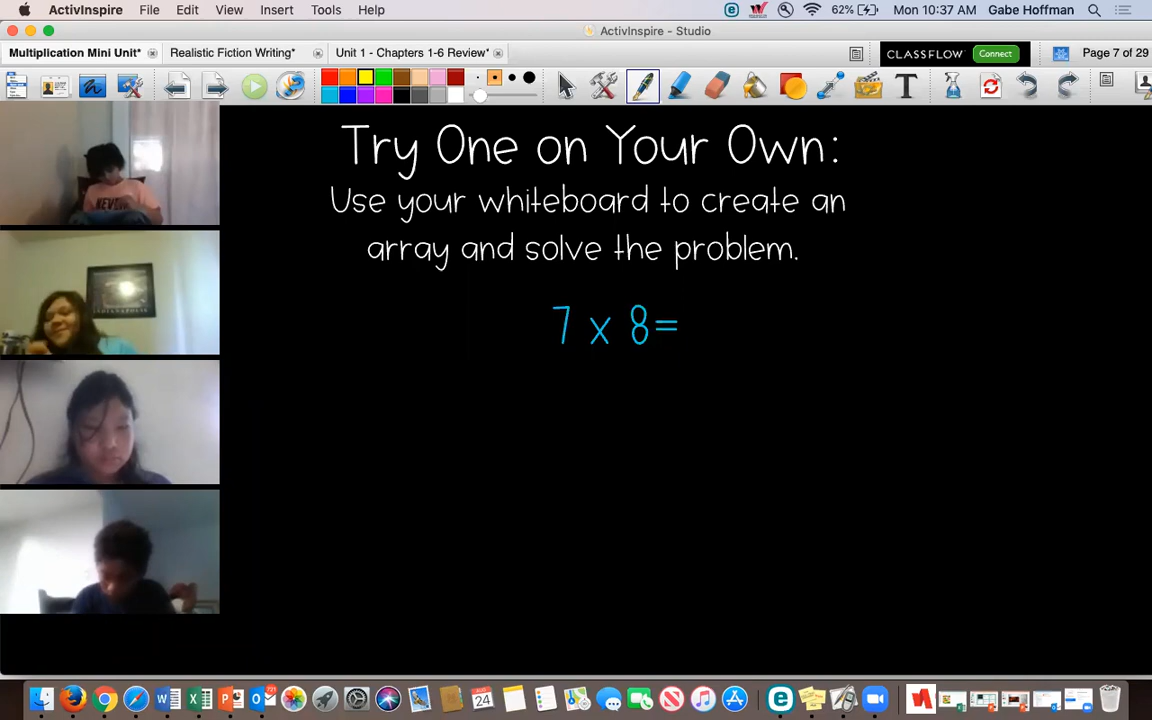 ActivInspire File Edit View Insert Tools Help 62% Mon 10:37 AM Gabe Hoffman
ActivInspire - Studio
Multiplication Mini Unit* Realistic Fiction Writing* Unit 1 - Chapters 1-6 Review* CLASSFLOW Connect Page 7 of 29
Try One on Your Own:
Use your whiteboard to create an
array and solve the problem.
7 x 8=